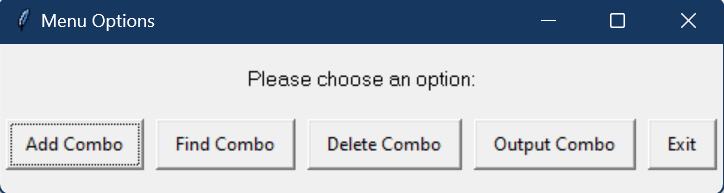 Menu Options
Please choose an option:
Add Combo Find Combo Delete Combo Output Combo Exit